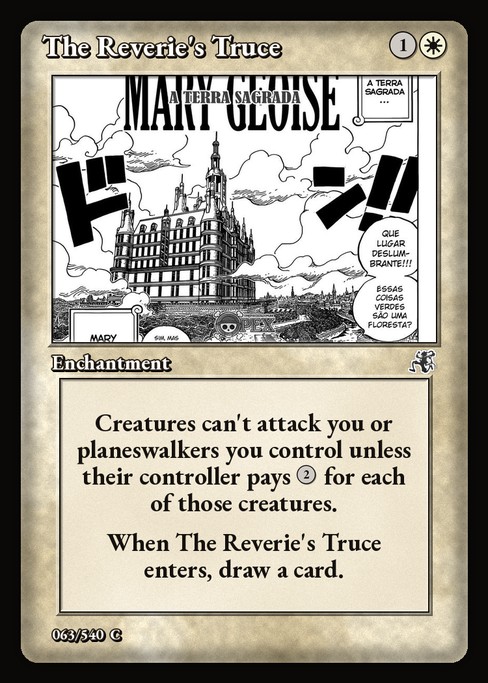 The Reverie's Truce
1
MARY GEOISE
A TERRA SAGRADA
A TERRA
SAGRADA
...
ドン!!
QUE
LUGAR
DESLUM-
BRANTE!!!
ESSAS
COISAS
VERDES
SÃO UMA
FLORESTA?
MARY
SIM, MAS
Enchantment
Creatures can't attack you or
planeswalkers you control unless
their controller pays 2 for each
of those creatures.
When The Reverie's Truce
enters, draw a card.
063/540 C